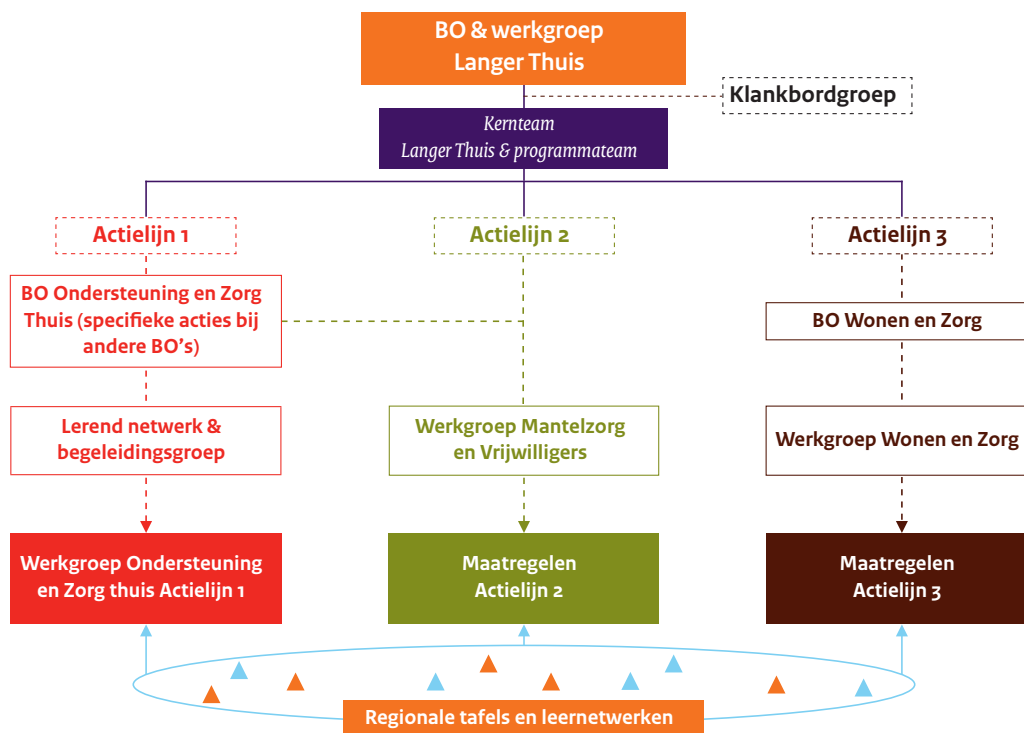 BO & werkgroep
Langer Thuis
Klankbordgroep
Kernteam
Langer Thuis & programmateam
Actielijn 1
Actielijn 2
Actielijn 3
BO Ondersteuning en Zorg
Thuis (specifieke acties bij
andere BO's)
BO Wonen en Zorg
Lerend netwerk &
begeleidingsgroep
Werkgroep Mantelzorg
en Vrijwilligers
Werkgroep Wonen en Zorg
Werkgroep Ondersteuning
en Zorg thuis Actielijn 1
Maatregelen
Actielijn 2
Maatregelen
Actielijn 3
Regionale tafels en leernetwerken